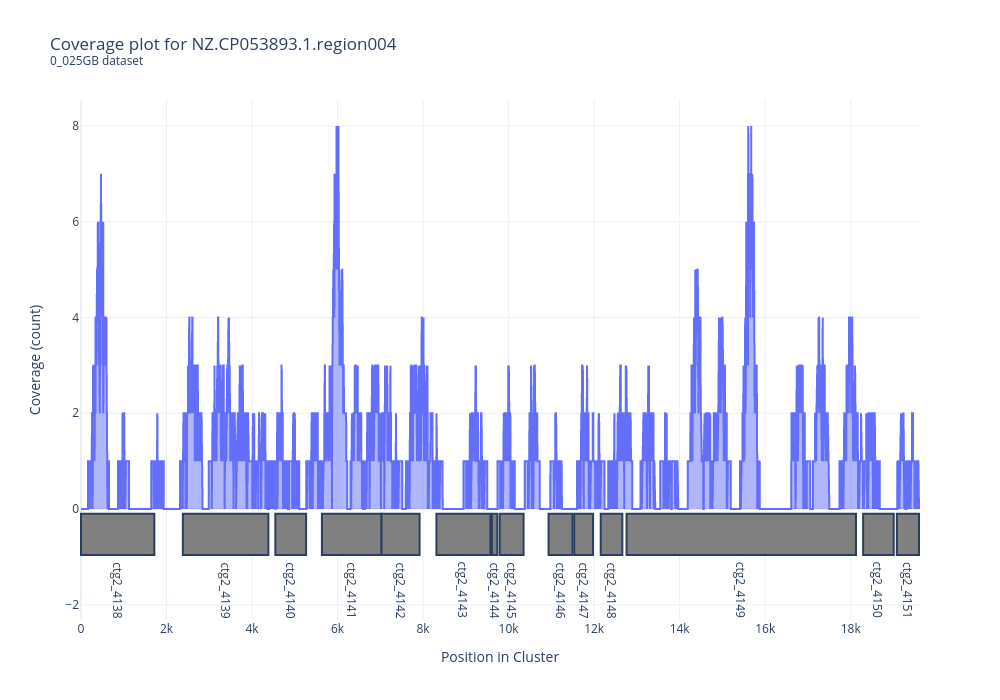 Coverage plot for NZ.CP053893.1.region004
0_025GB dataset
Coverage (count)
8
6
4
2
0
−2
ctg2_4138
ctg2_4139
ctg2_4140
ctg2_4141
ctg2_4142
ctg2_4143
ctg2_4144
ctg2_4145
ctg2_4146
ctg2_4147
ctg2_4148
ctg2_4149
ctg2_4150
ctg2_4151
0
2k
4k
6k
8k
10k
12k
14k
16k
18k
Position in Cluster